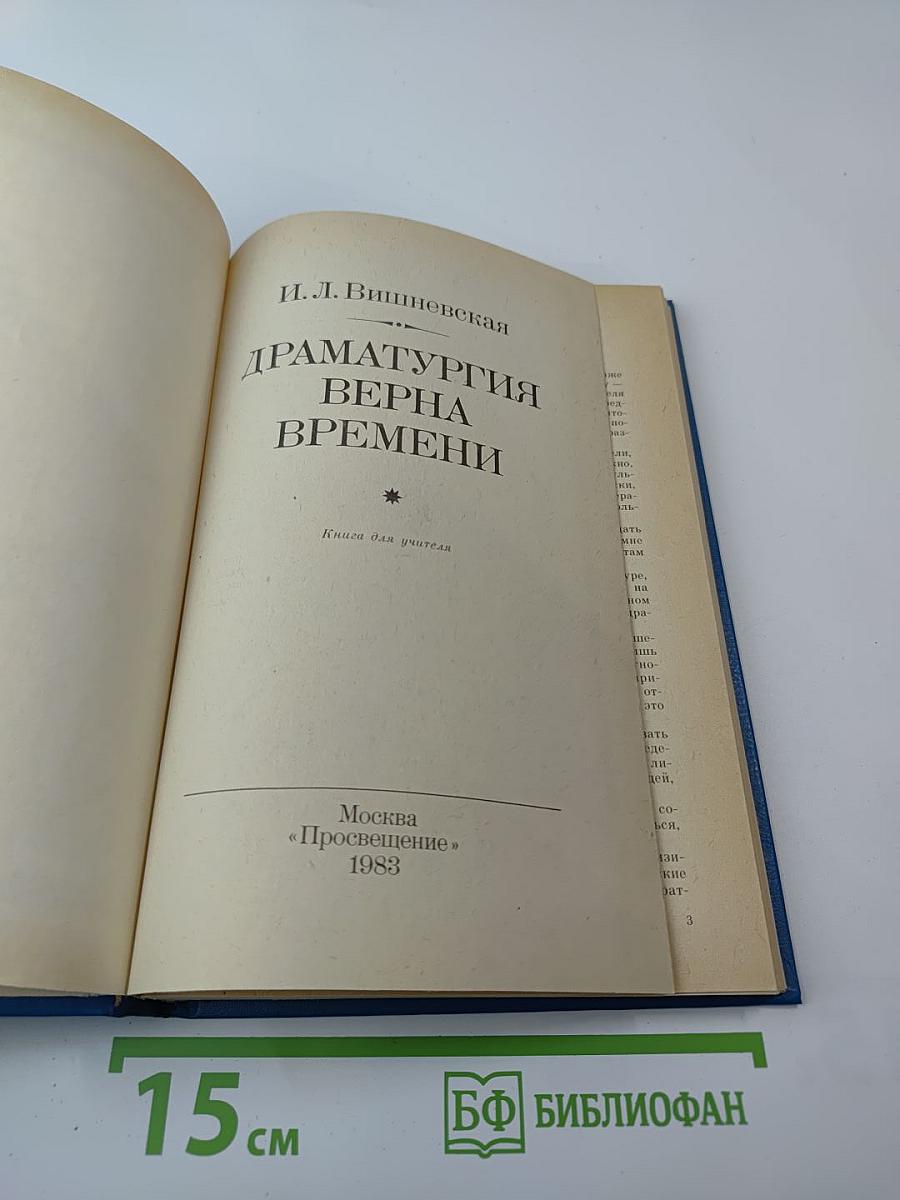 И. Л. Вишневская
ДРАМАТУРГИЯ
ВЕРНА
ВРЕМЕНИ
Книга для учителя
Москва
«Просвещение»
1983
3
15 см
БФ БИБЛИОФАН